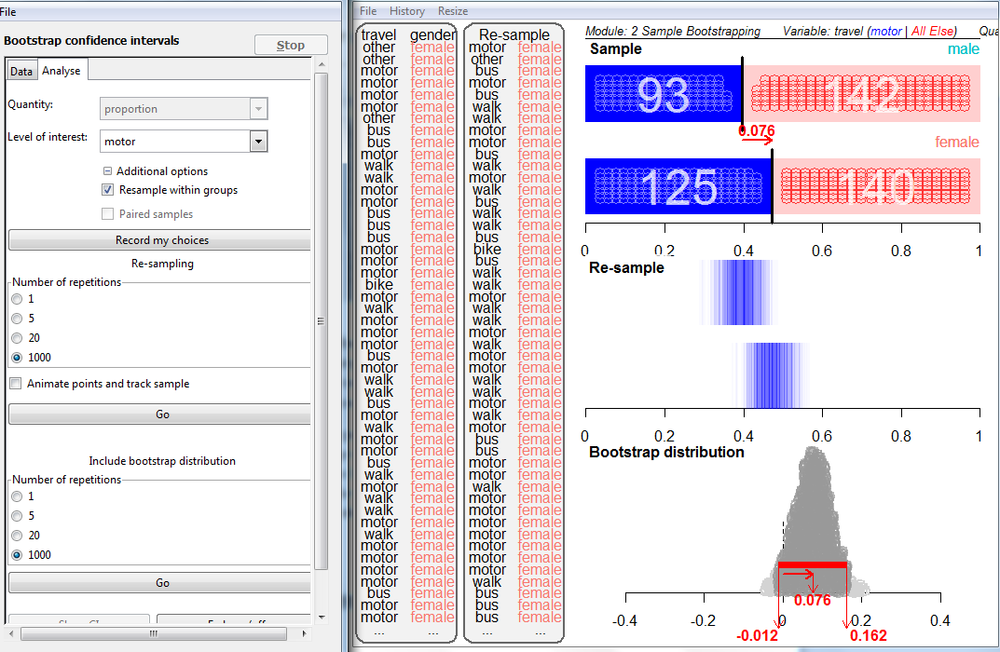 File
Bootstrap confidence intervals
Stop
Data Analyse
Quantity: proportion
Level of interest: motor
Additional options
Resample within groups
Paired samples
Record my choices
Re-sampling
Number of repetitions
1
5
20
1000
Animate points and track sample
Go
Include bootstrap distribution
Number of repetitions
1
5
20
1000
Go
File History Resize
travel gender Re-sample
other female motor female
other female other female
motor female bus female
motor female motor female
motor female bus female
motor female walk female
other female walk female
bus female motor female
bus female motor female
motor female bus female
walk female walk female
walk female motor female
motor female walk female
motor female bus female
bus female walk female
bus female walk female
bus female bus female
motor female bike female
motor female bus female
motor female walk female
bike female walk female
motor female motor female
walk female walk female
motor female walk female
motor female motor female
motor female walk female
bus female motor female
motor female motor female
walk female walk female
walk female walk female
bus female motor female
motor female walk female
walk female motor female
motor female bus female
motor female bus female
bus female motor female
walk female motor female
motor female walk female
walk female motor female
walk female motor female
motor female motor female
walk female motor female
motor female motor female
motor female motor female
motor female motor female
motor female walk female
bus female bus female
motor female bus female
motor female bus female
... ... ... ...
Module: 2 Sample Bootstrapping Variable: travel (motor | All Else) Qua
Sample male
93 142
0.076
female
125 140
0 0.2 0.4 0.6 0.8 1
Re-sample
0 0.2 0.4 0.6 0.8 1
Bootstrap distribution
0.076
-0.4 -0.2 0 0.2 0.4
-0.012 0.162